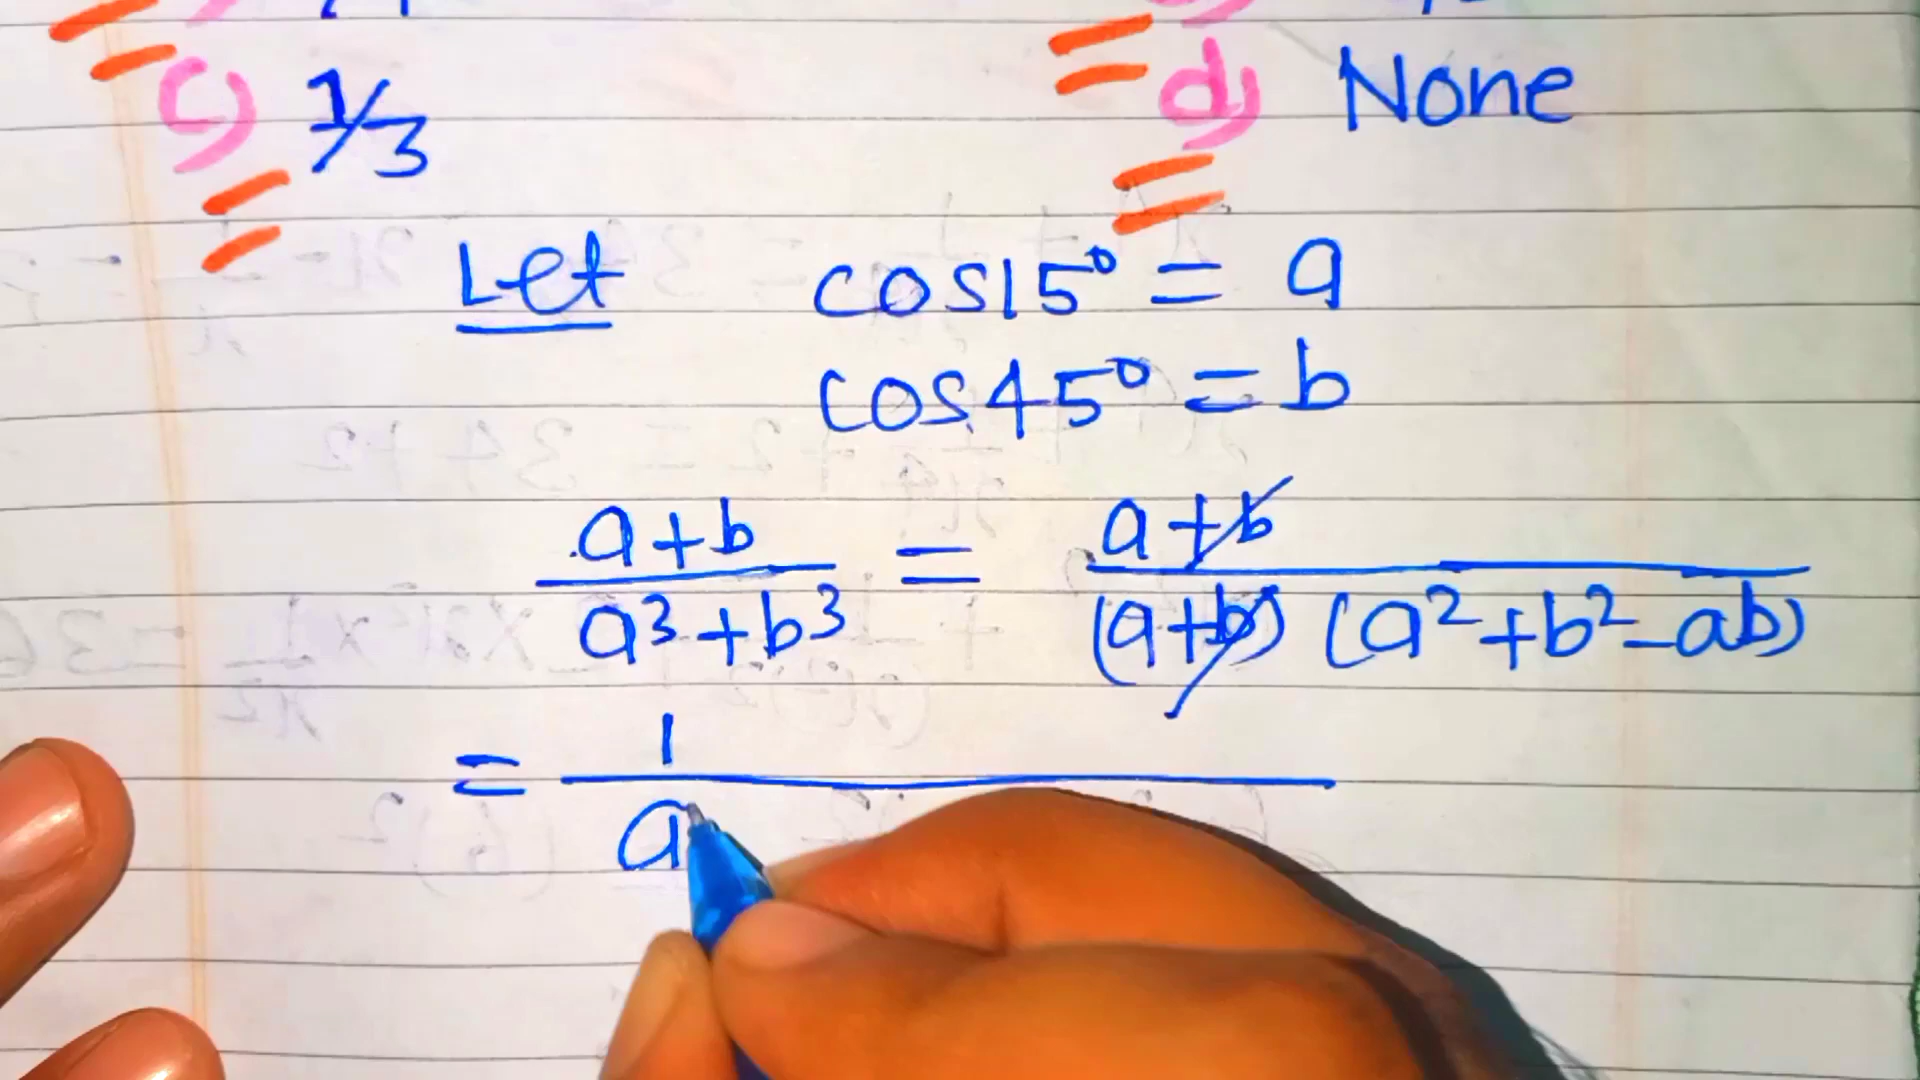 c) 1/3 d) None
Let cos15° = a
cos45° = b
a+b / a³+b³ = a+b / (a+b) (a²+b²-ab)
= 1 / a